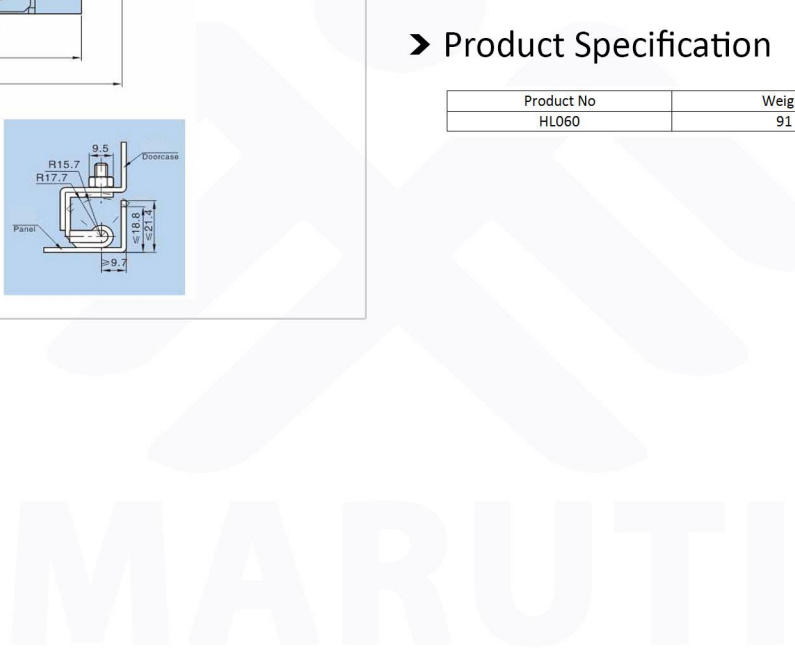 Product Specification
Product No Weig
HL060 91
9.5
Doorcase
R15.7
R17.7
≤18.8
≤21.4
Panel
≥9.7
MARUTI